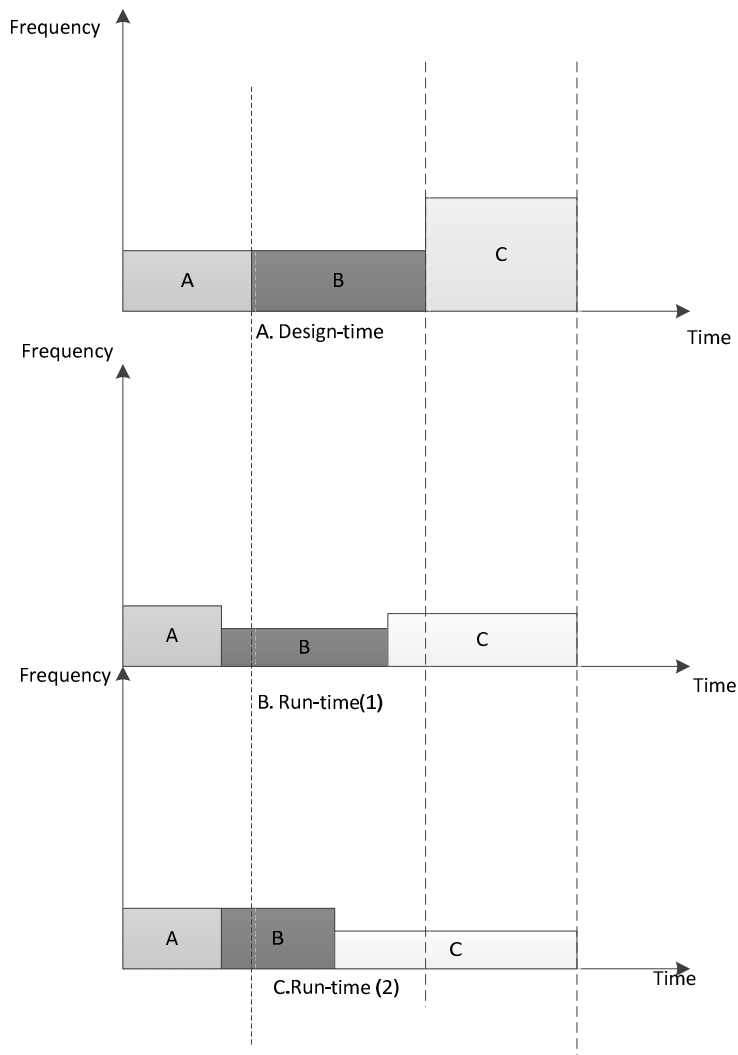 Frequency
A
B
C
A. Design-time
Time
Frequency
A
B
C
Frequency
B. Run-time(1)
Time
A
B
C
C.Run-time (2)
Time